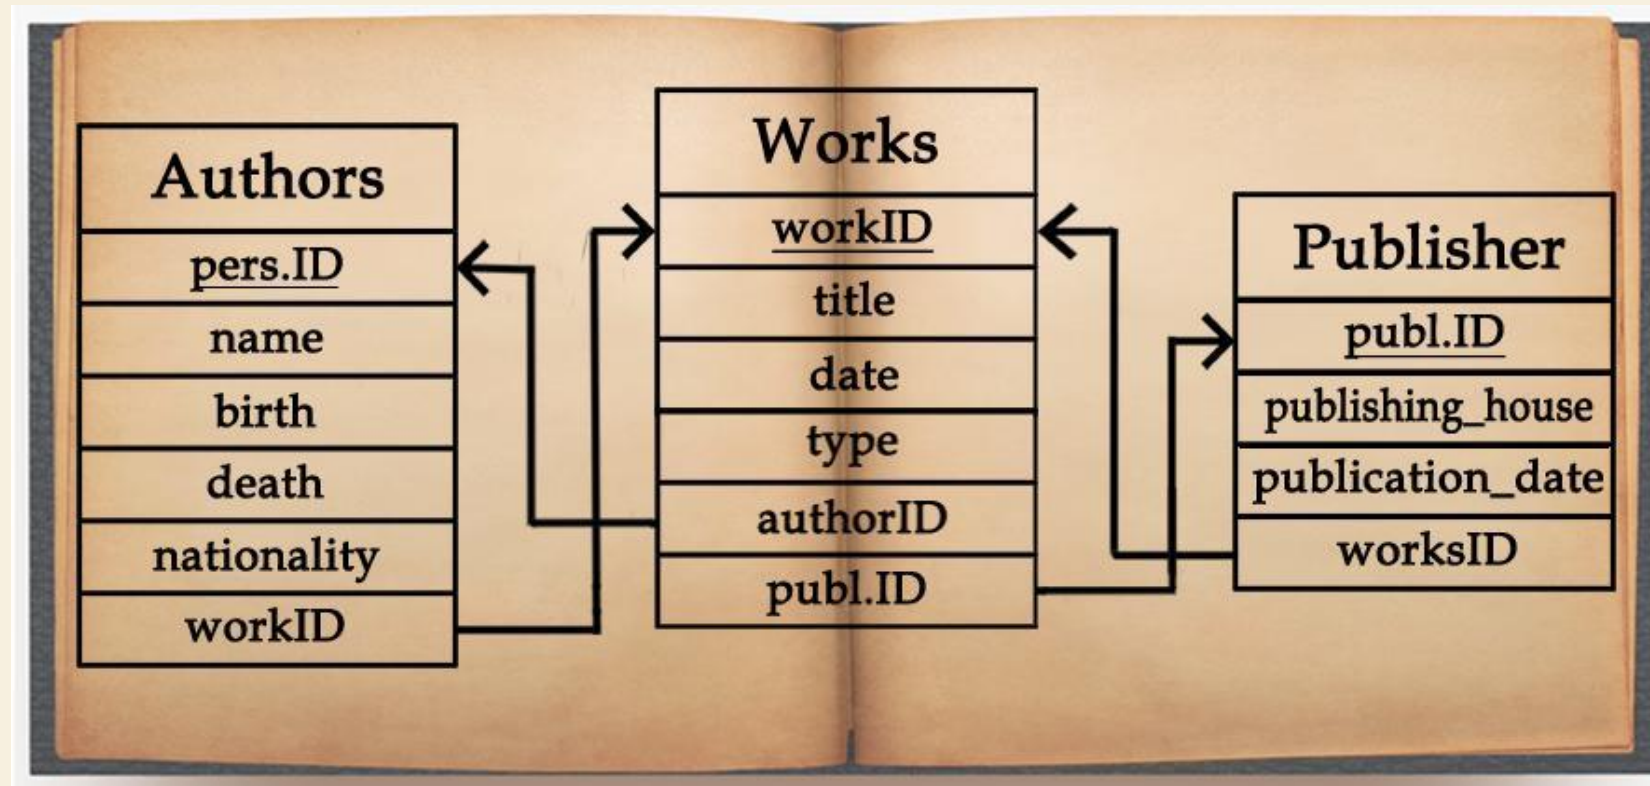 Authors
pers.ID
name
birth
death
nationality
workID
Works
workID
title
date
type
authorID
publ.ID
Publisher
publ.ID
publishing_house
publication_date
worksID